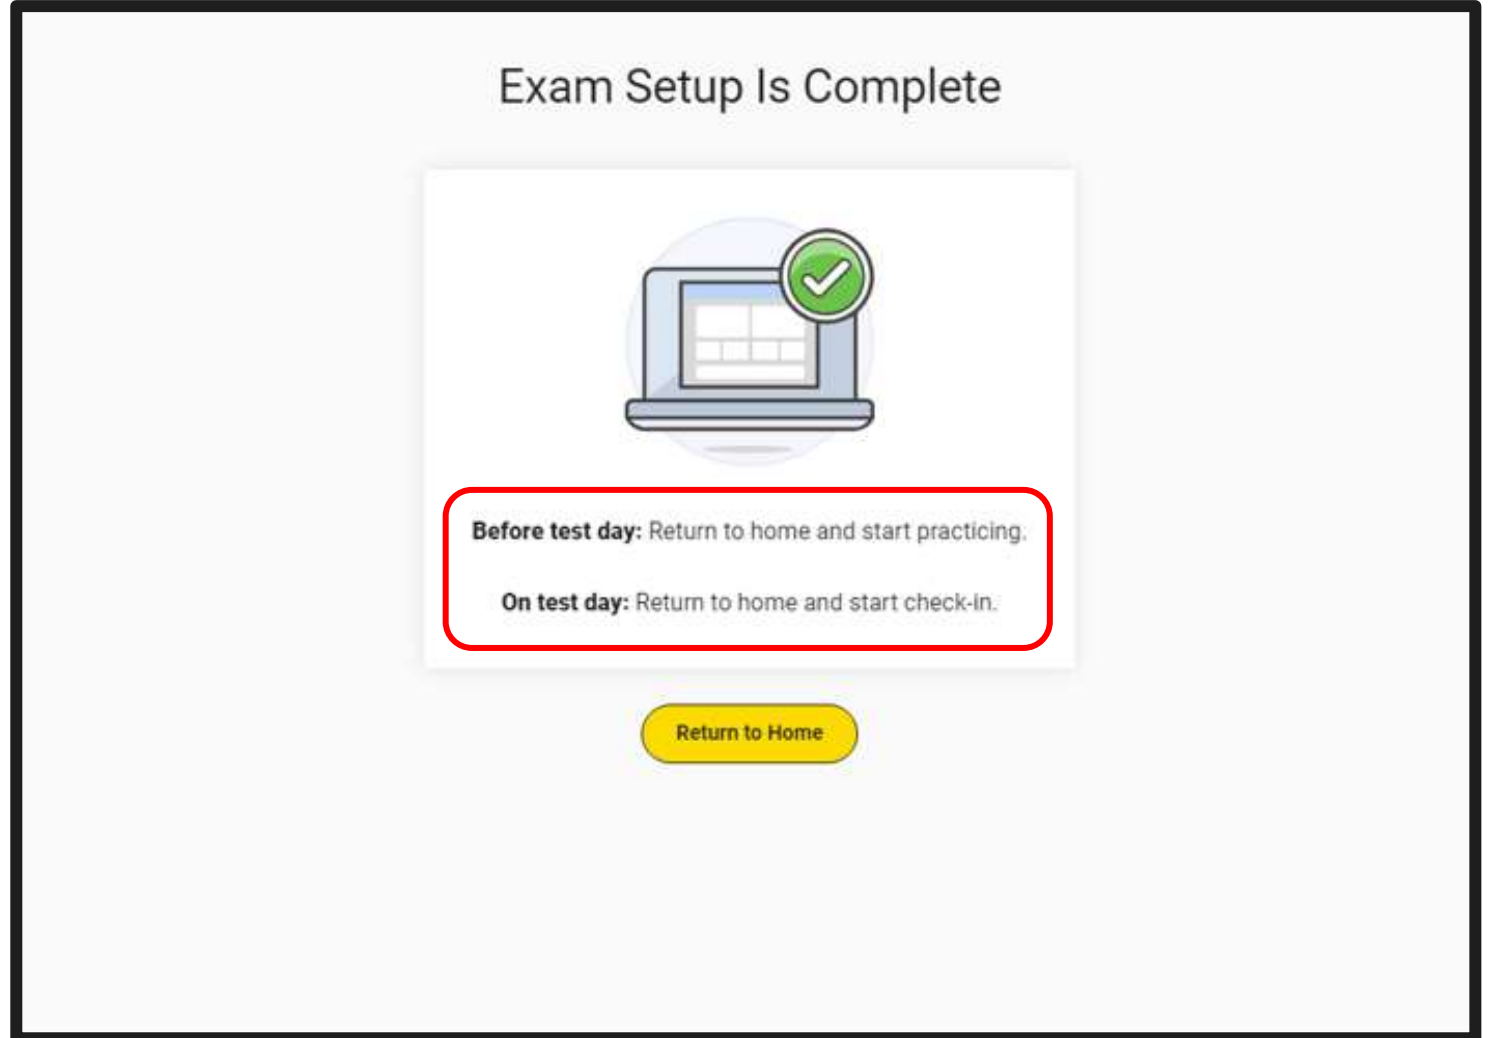 Exam Setup Is Complete
Before test day: Return to home and start practicing.
On test day: Return to home and start check-in.
Return to Home